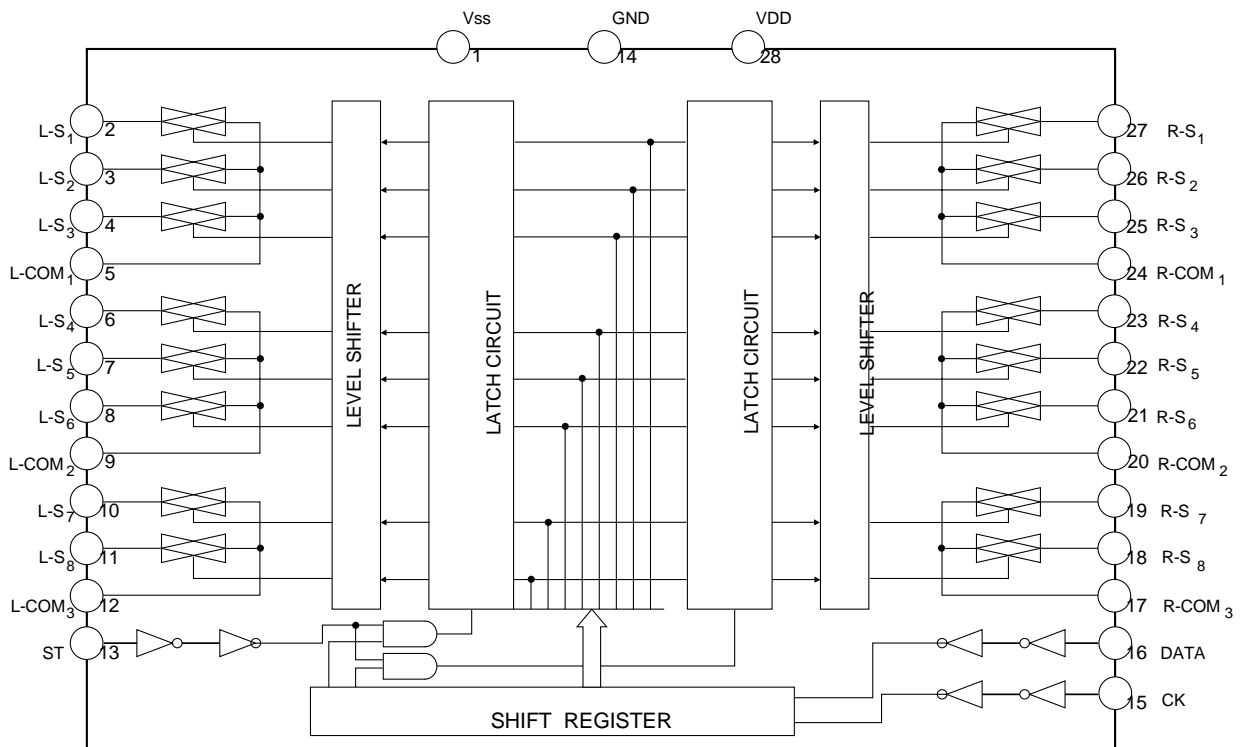 Vss GND VDD
1 14 28
L-S1 2
L-S2 3
L-S3 4
L-COM1 5
L-S4 6
L-S5 7
L-S6 8
L-COM2 9
L-S7 10
L-S8 11
L-COM3 12
ST 13
LEVEL SHIFTER
LATCH CIRCUIT
LATCH CIRCUIT
LEVEL SHIFTER
27 R-S1
26 R-S2
25 R-S3
24 R-COM1
23 R-S4
22 R-S5
21 R-S6
20 R-COM2
19 R-S7
18 R-S8
17 R-COM3
16 DATA
15 CK
SHIFT REGISTER